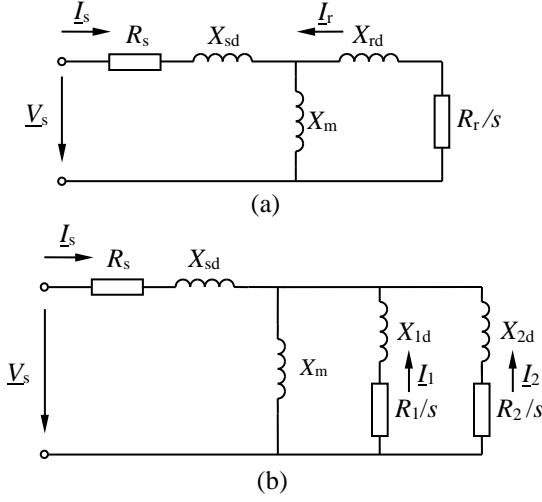 I_s R_s X_sd I_r X_rd
V_s X_m R_r/s
(a)
I_s R_s X_sd
V_s X_m X_1d X_2d
I_1 I_2
R_1/s R_2/s
(b)